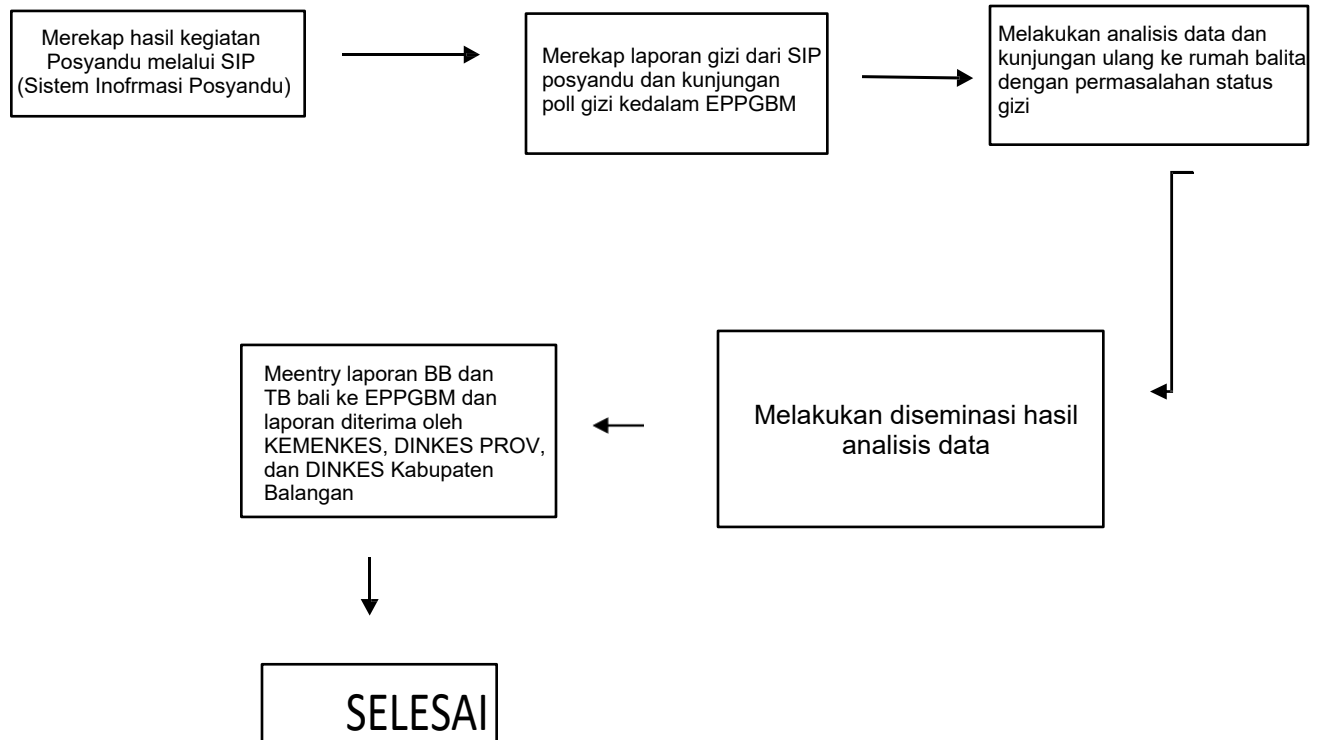 Merekap hasil kegiatan
Posyandu melalui SIP
(Sistem Inofrmasi Posyandu)
Merekap laporan gizi dari SIP
posyandu dan kunjungan
poll gizi kedalam EPPGBM
Melakukan analisis data dan
kunjungan ulang ke rumah balita
dengan permasalahan status
gizi
Melakukan diseminasi hasil
analisis data
Meentry laporan BB dan
TB bali ke EPPGBM dan
laporan diterima oleh
KEMENKES, DINKES PROV,
dan DINKES Kabupaten
Balangan
SELESAI